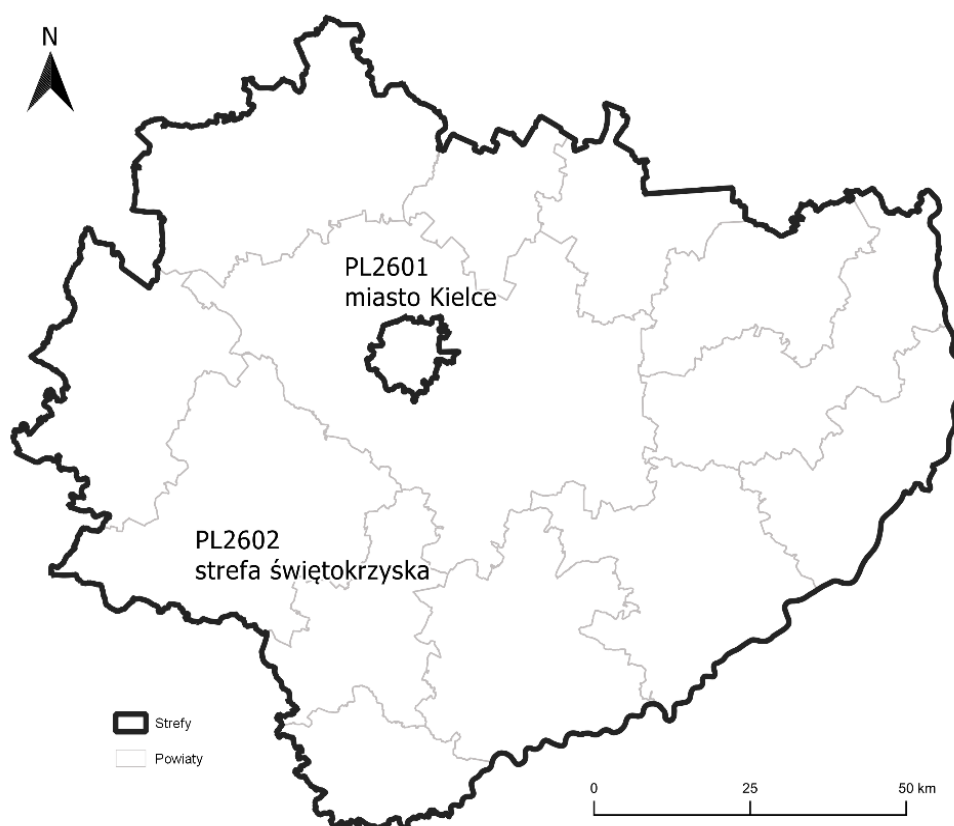 N
PL2601
miasto Kielce
PL2602
strefa świętokrzyska
Strefy
Powiaty
0 25 50 km